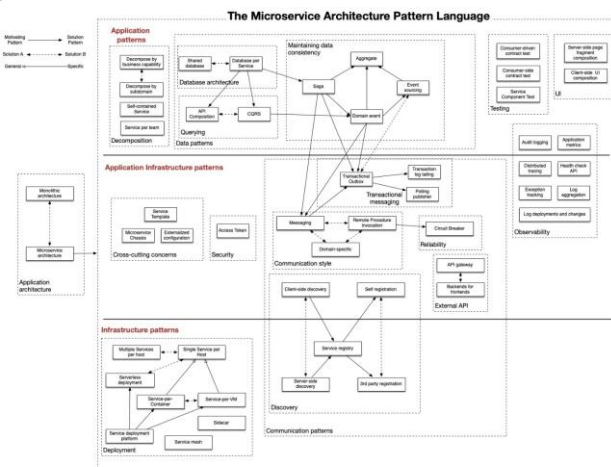 The Microservice Architecture Pattern Language
Motivating
Pattern
Solution
Pattern
Solution A
Solution B
General
Specific
Application
patterns
Decompose by
business capability
Decompose by
subdomain
Self-contained
Service
Service per team
Decomposition
Shared
database
Database per
Service
Database architecture
API
Composition
CQRS
Querying
Data patterns
Maintaining data
consistency
Aggregate
Saga
Event
sourcing
Domain event
Consumer-driven
contract test
Consumer-side
contract test
Service
Component Test
Testing
Server-side page
fragment
composition
Client-side UI
composition
UI
Application Infrastructure patterns
Monolithic
architecture
Microservice
architecture
Application
architecture
Service
Template
Microservice
Chassis
Externalized
configuration
Cross-cutting concerns
Access Token
Security
Transactional
Outbox
Transaction
log tailing
Polling
publisher
Transactional
messaging
Messaging
Remote Procedure
Invocation
Domain-specific
Communication style
Circuit Breaker
Reliability
API gateway
Backends for
frontends
External API
Audit logging
Application
metrics
Distributed
tracing
Health check
API
Exception
tracking
Log
aggregation
Log deployments and changes
Observability
Infrastructure patterns
Multiple Services
per host
Single Service per
Host
Serverless
deployment
Service-per-
Container
Service-per-VM
Service deployment
platform
Sidecar
Service mesh
Deployment
Client-side discovery
Self registration
Service registry
Server-side
discovery
3rd party registration
Discovery
Communication patterns